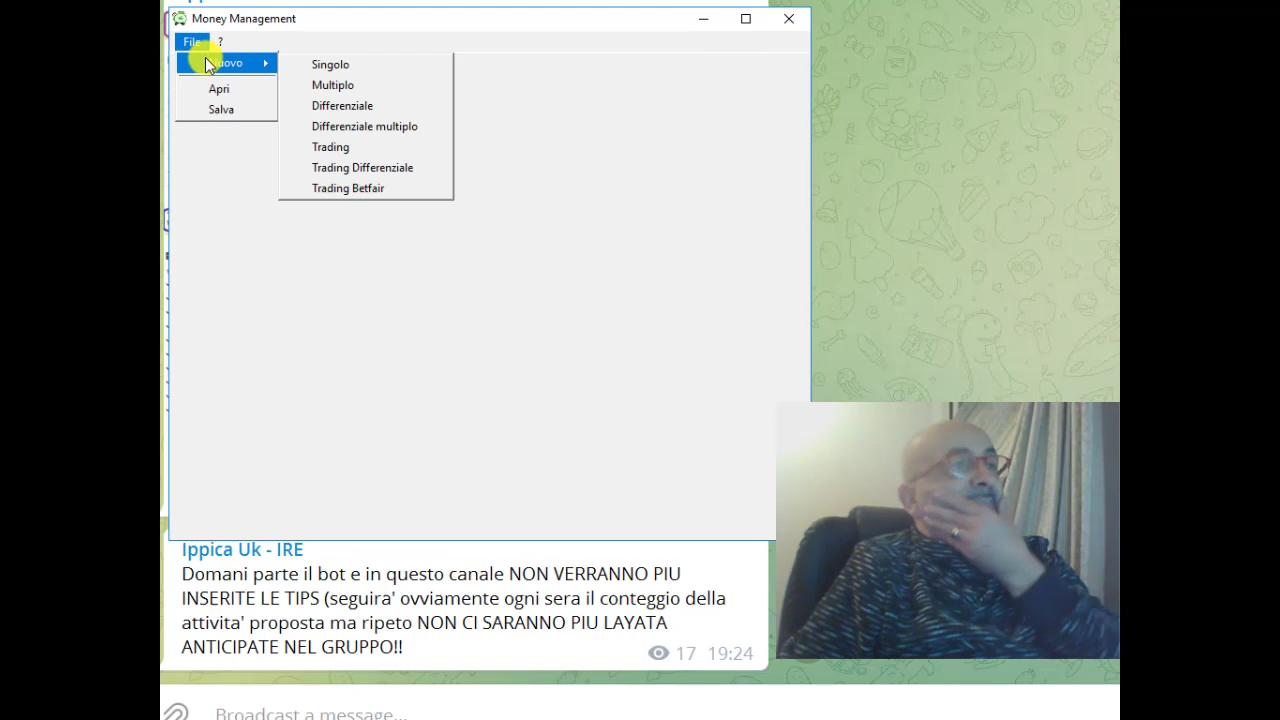 Money Management
File ?
Nuovo
Apri
Salva
Singolo
Multiplo
Differenziale
Differenziale multiplo
Trading
Trading Differenziale
Trading Betfair
Ippica Uk - IRE
Domani parte il bot e in questo canale NON VERRANNO PIU
INSERITE LE TIPS (seguira' ovviamente ogni sera il conteggio della
attivita' proposta ma ripeto NON CI SARANNO PIU LAYATA
ANTICIPATE NEL GRUPPO!!
17 19:24
Broadcast a message...